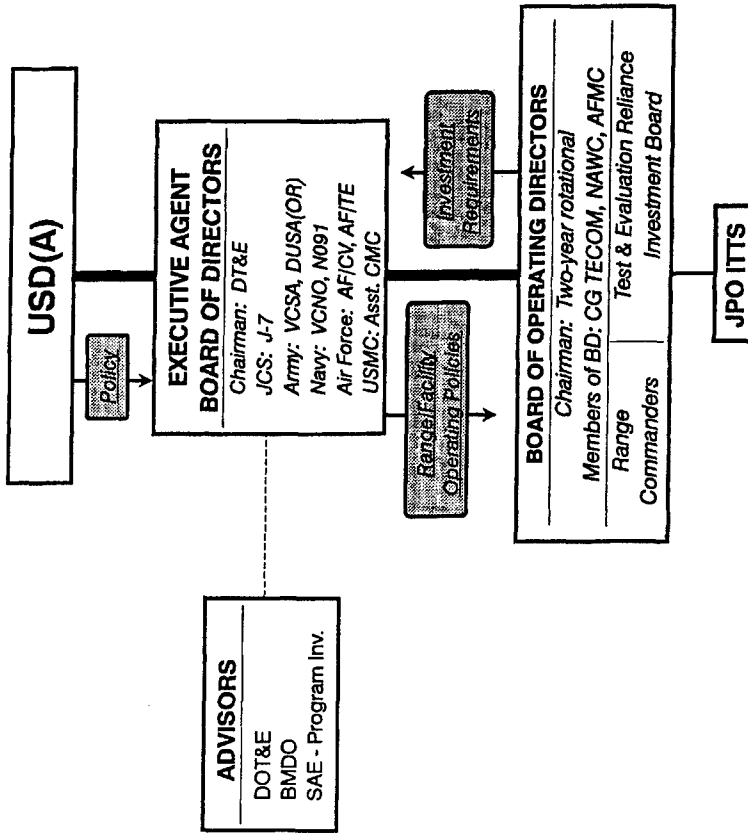 USD(A)
Policy
EXECUTIVE AGENT
BOARD OF DIRECTORS
Chairman: DT&E
JCS: J-7
Army: VCSA, DUSA(OR)
Navy: VCNO, N091
Air Force: AF/CV, AF/TE
USMC: Asst. CMC
ADVISORS
DOT&E
BMDO
SAE - Program Inv.
Range/Facility
Operating Policies
Investment
Requirements
BOARD OF OPERATING DIRECTORS
Chairman: Two-year rotational
Members of BD: CG TECOM, NAWC, AFMC
Range
Commanders
Test & Evaluation Reliance
Investment Board
JPO ITTS